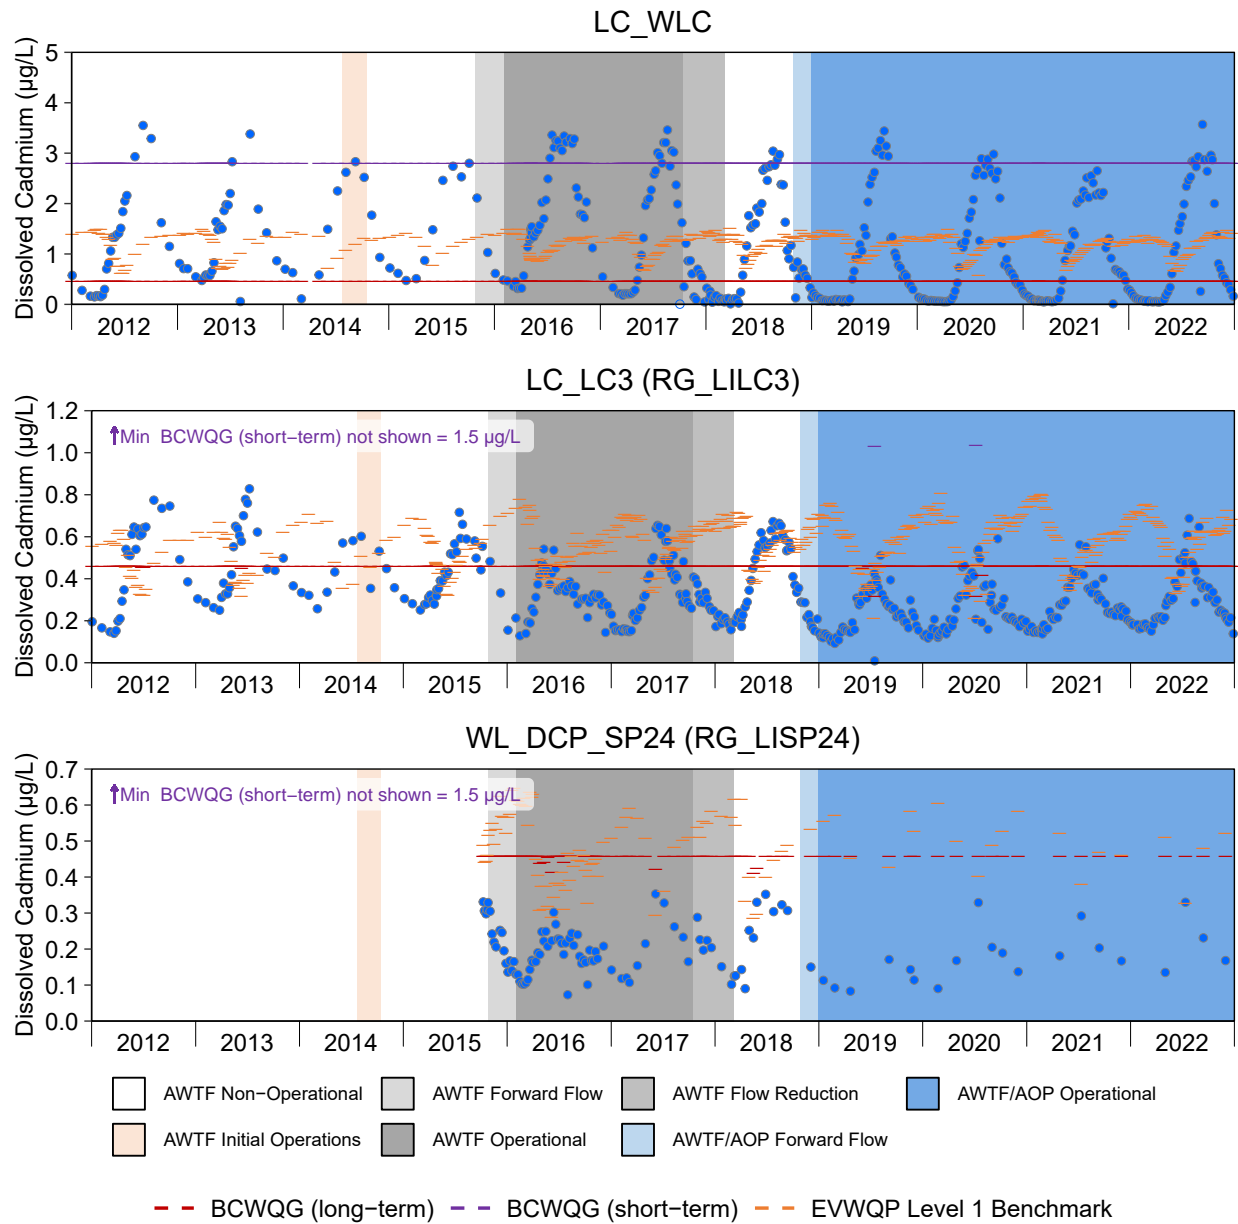 LC_WLC
Dissolved Cadmium (µg/L)
5
4
3
2
1
0
2012 2013 2014 2015 2016 2017 2018 2019 2020 2021 2022
LC_LC3 (RG_LILC3)
Dissolved Cadmium (µg/L)
1.2
1.0
0.8
0.6
0.4
0.2
0.0
Min BCWQG (short−term) not shown = 1.5 µg/L
2012 2013 2014 2015 2016 2017 2018 2019 2020 2021 2022
WL_DCP_SP24 (RG_LISP24)
Dissolved Cadmium (µg/L)
0.7
0.6
0.5
0.4
0.3
0.2
0.1
0.0
Min BCWQG (short−term) not shown = 1.5 µg/L
2012 2013 2014 2015 2016 2017 2018 2019 2020 2021 2022
AWTF Non−Operational AWTF Forward Flow AWTF Flow Reduction AWTF/AOP Operational
AWTF Initial Operations AWTF Operational AWTF/AOP Forward Flow
BCWQG (long−term) BCWQG (short−term) EVWQP Level 1 Benchmark